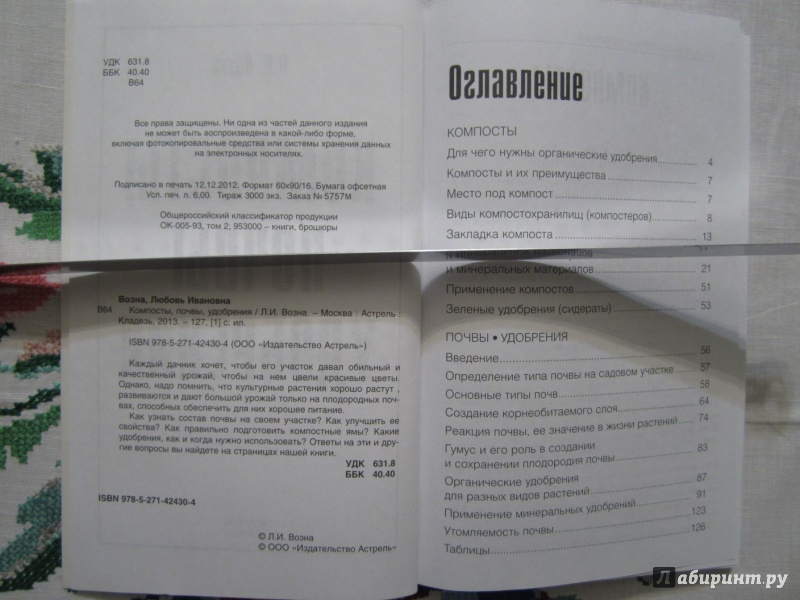 УДК 631.8
ББК 40.40
В64
Все права защищены. Ни одна из частей данного издания
не может быть воспроизведена в какой-либо форме,
включая фотокопировальные средства или системы хранения данных
на электронных носителях.
Подписано в печать 12.12.2012. Формат 60х90/16. Бумага офсетная
Усл. печ. л. 6,00. Тираж 3000 экз. Заказ № 5757М
Общероссийский классификатор продукции
ОК-005-93, том 2; 953000 – книги, брошюры
Возна, Любовь Ивановна
В64 Компосты, почвы, удобрения / Л.И. Возна. – Москва : Астрель :
Кладезь, 2013. – 127, [1] с: ил.
ISBN 978-5-271-42430-4 (ООО «Издательство Астрель»)
Каждый дачник хочет, чтобы его участок давал обильный и
качественный урожай, чтобы на нем цвели красивые цветы.
Однако, надо помнить, что культурные растения хорошо растут ,
развиваются и дают большой урожай только на плодородных поч-
вах, способных обеспечить для них хорошее питание.
Как узнать состав почвы на своем участке? Как улучшить ее
свойства? Как правильно подготовить компостные ямы? Какие
удобрения, как и когда нужно использовать? Ответы на эти и дру-
гие вопросы вы найдете на страницах нашей книги.
УДК 631.8
ББК 40.40
ISBN 978-5-271-42430-4
© Л.И. Возна
© ООО «Издательство Астрель»
Оглавление
КОМПОСТЫ
Для чего нужны органические удобрения 4
Компосты и их преимущества 7
Место под компост 7
Виды компостохранилищ (компостеров) 8
Закладка компоста 13
и минеральных материалов 21
Применение компостов 51
Зеленые удобрения (сидераты) 53
ПОЧВЫ • УДОБРЕНИЯ
Введение 56
Определение типа почвы на садовом участке 57
Основные типы почв 58
Создание корнеобитаемого слоя 64
Реакция почвы, ее значение в жизни растений 74
Гумус и его роль в создании
и сохранении плодородия почвы 83
Органические удобрения
для разных видов растений 87
Применение минеральных удобрений 91
Утомляемость почвы 123
Таблицы 126
Лабиринт.ру